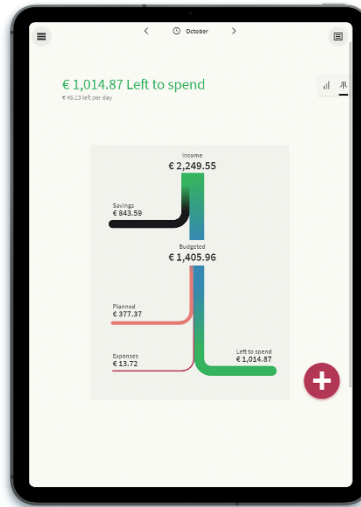 October
€ 1,014.87 Left to spend
€ 46.13 left per day
Income
€ 2,249.55
Savings
€ 843.59
Budgeted
€ 1,405.96
Planned
€ 377.37
Expenses
€ 13.72
Left to spend
€ 1,014.87